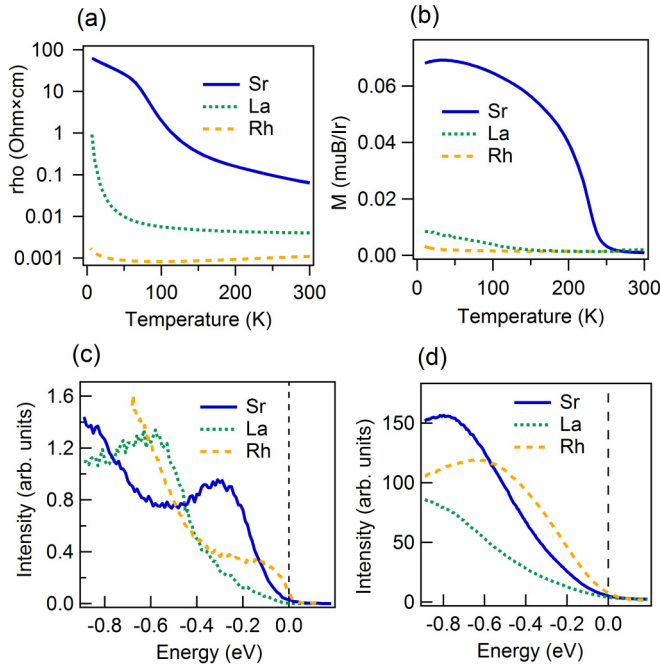 (a)
100
10
1
0.1
0.01
0.001
rho (Ohm×cm)
Sr
La
Rh
0
100
200
300
Temperature (K)
(b)
0.06
0.04
0.02
0.00
M (muB/Ir)
Sr
La
Rh
0
100
200
300
Temperature (K)
(c)
1.6
1.2
0.8
0.4
0.0
Intensity (arb. units)
Sr
La
Rh
-0.8
-0.6
-0.4
-0.2
0.0
Energy (eV)
(d)
150
100
50
0
Intensity (arb. units)
Sr
La
Rh
-0.8
-0.6
-0.4
-0.2
0.0
Energy (eV)